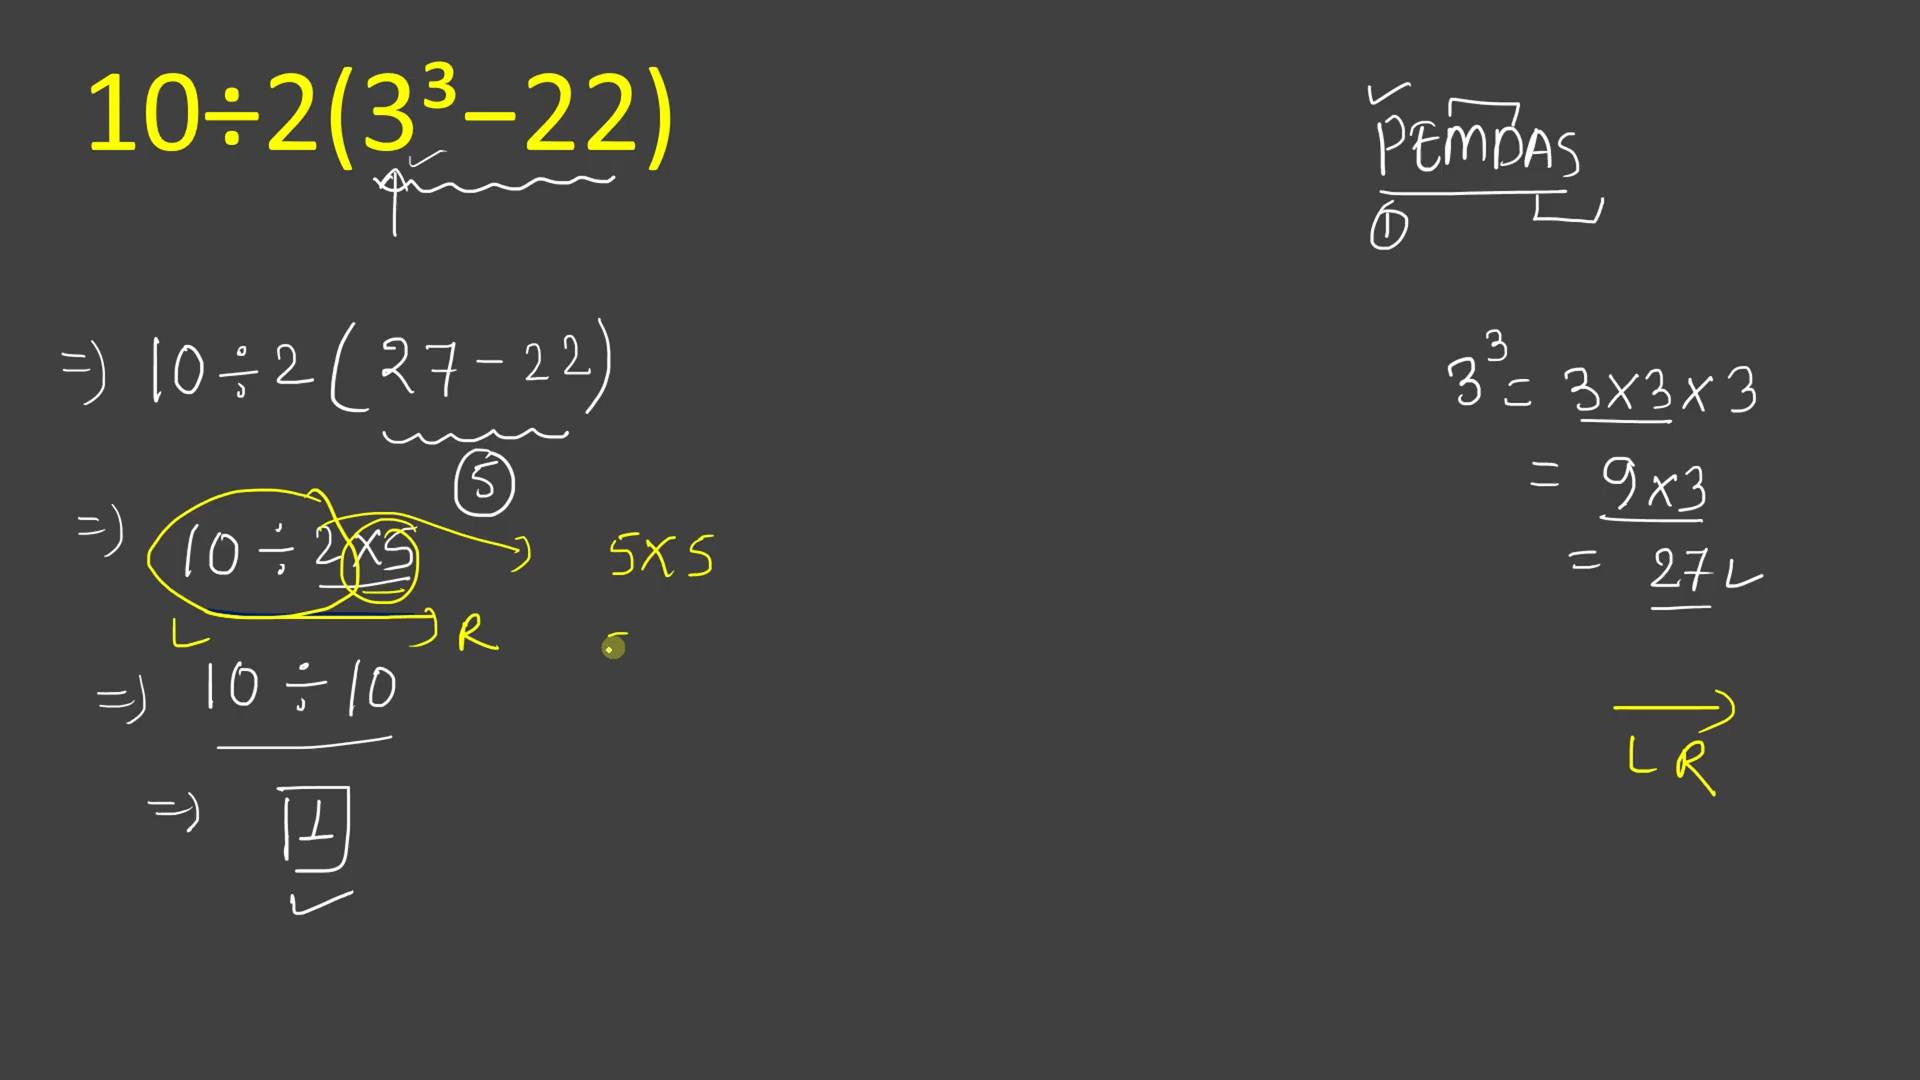 10÷2(3³−22)
PEMDAS
①
=) 10÷2(27-22)
⑤
=) 10÷2×5
5×5
L R
5
=) 10÷10
=) 1
3³ = 3×3×3
= 9×3
= 27
L R